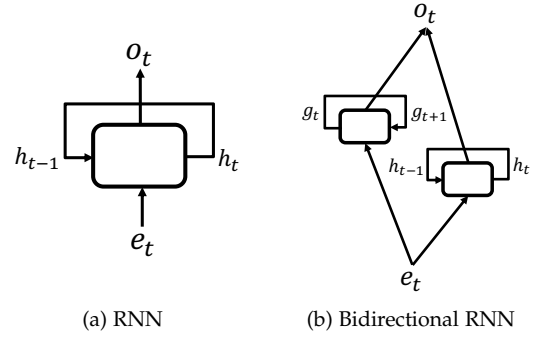 o_t
h_{t-1}
h_t
e_t
(a) RNN
o_t
g_t
g_{t+1}
h_{t-1}
h_t
e_t
(b) Bidirectional RNN